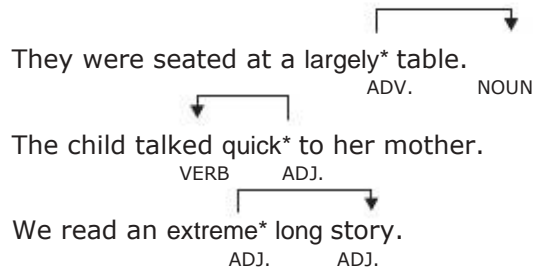 They were seated at a largely* table.
ADV. NOUN
The child talked quick* to her mother.
VERB ADJ.
We read an extreme* long story.
ADJ. ADJ.